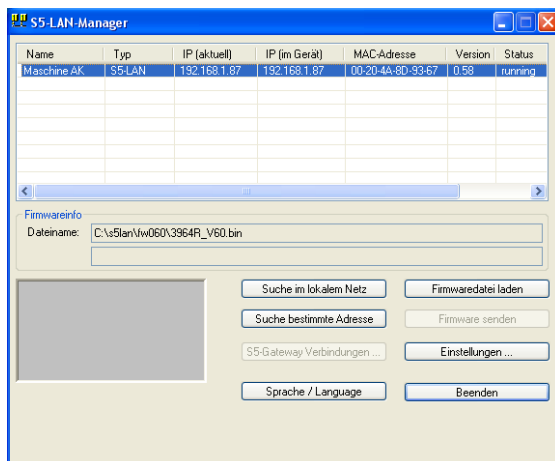 S5-LAN-Manager
Name Typ IP (aktuell) IP (im Gerät) MAC-Adresse Version Status
Maschine AK S5-LAN 192.168.1.87 192.168.1.87 00-20-4A-8D-93-67 0.58 running
Firmwareinfo
Dateiname: C:\s5lan\fw060\3964R_V60.bin
Suche im lokalem Netz Firmwaredatei laden
Suche bestimmte Adresse Firmware senden
S5-Gateway Verbindungen ... Einstellungen ...
Sprache / Language Beenden